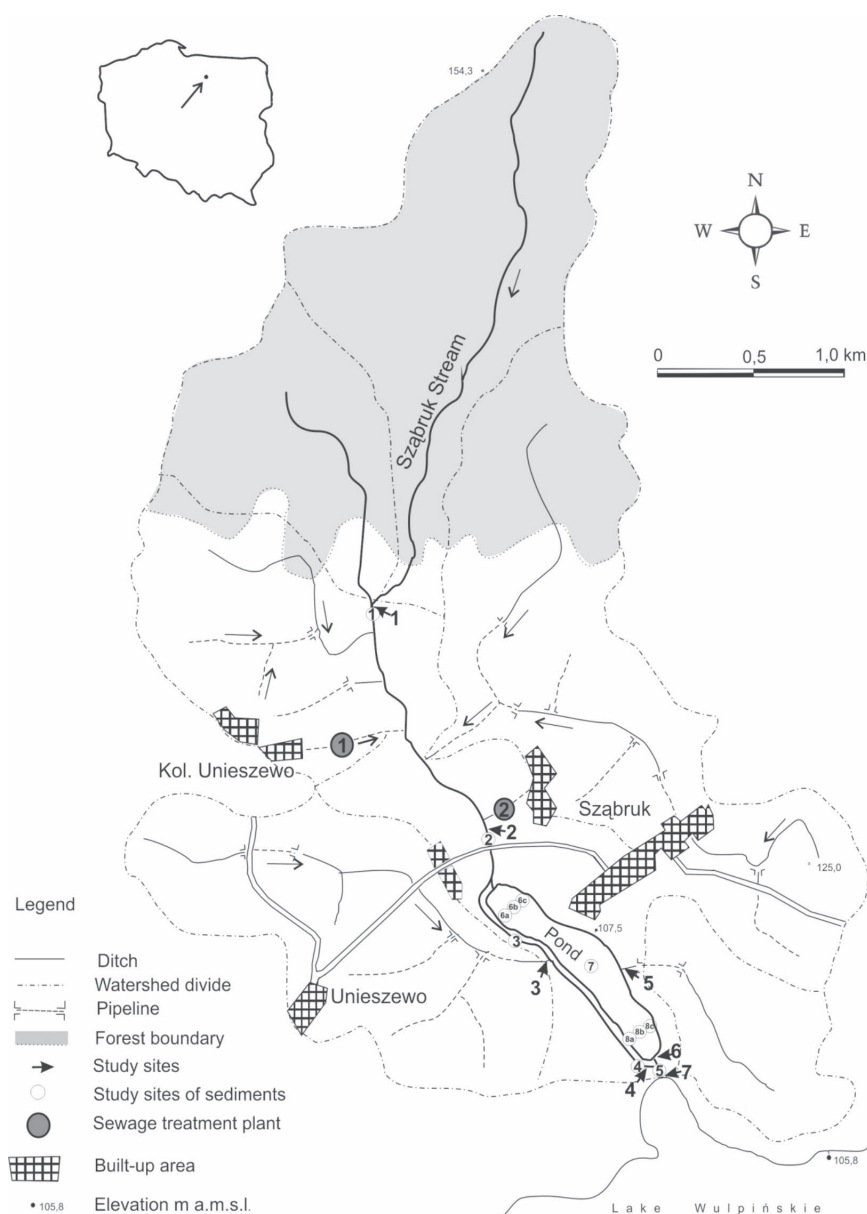 154,3
N
W E
S
0 0,5 1,0 km
Sząbruk Stream
1
1
1
Kol. Unieszewo
2
Sząbruk
2
2
125,0
6c
6b
6a
107,5
Pond
3
7
5
3
Unieszewo
8c
8b
8a
6
4
5
7
4
105,8
Lake Wulpińskie
Legend
Ditch
Watershed divide
Pipeline
Forest boundary
Study sites
Study sites of sediments
Sewage treatment plant
Built-up area
105,8 Elevation m a.m.s.l.